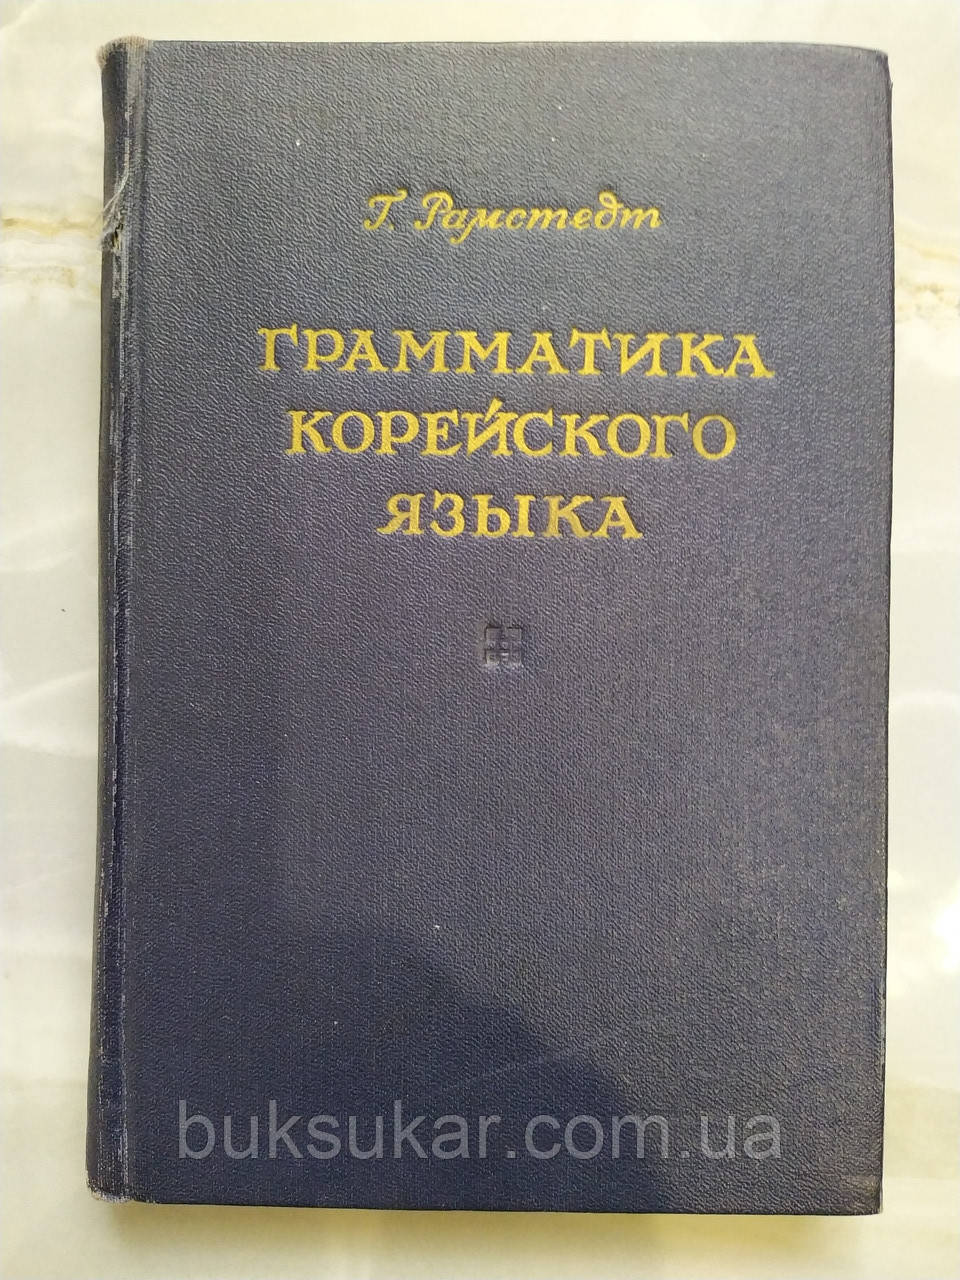 Г. Рамстедт
ГРАММАТИКА
КОРЕЙСКОГО
ЯЗЫКА
buksukar.com.ua